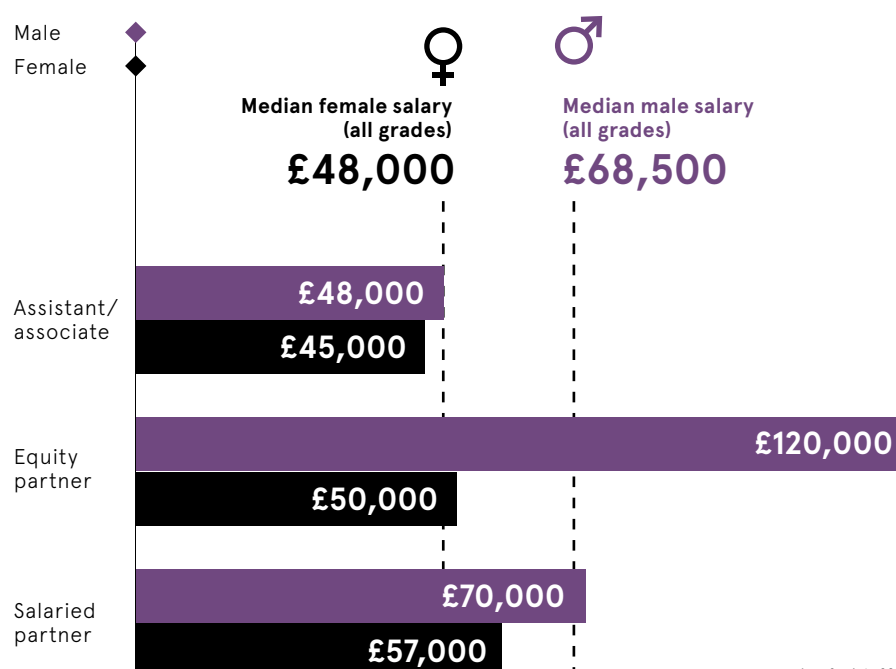 Male
Female
Median female salary
(all grades)
£48,000
Median male salary
(all grades)
£68,500
Assistant/
associate
£48,000
£45,000
Equity
partner
£120,000
£50,000
Salaried
partner
£70,000
£57,000